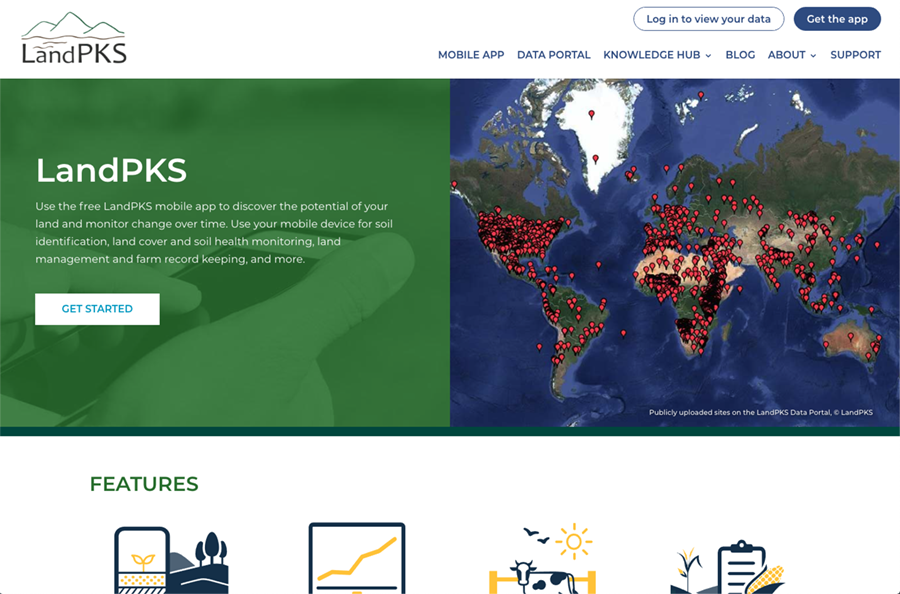 LandPKS
Log in to view your data
Get the app
MOBILE APP
DATA PORTAL
KNOWLEDGE HUB
BLOG
ABOUT
SUPPORT
LandPKS
Use the free LandPKS mobile app to discover the potential of your
land and monitor change over time. Use your mobile device for soil
identification, land cover and soil health monitoring, land
management and farm record keeping, and more.
GET STARTED
Publicly uploaded sites on the LandPKS Data Portal, © LandPKS
FEATURES